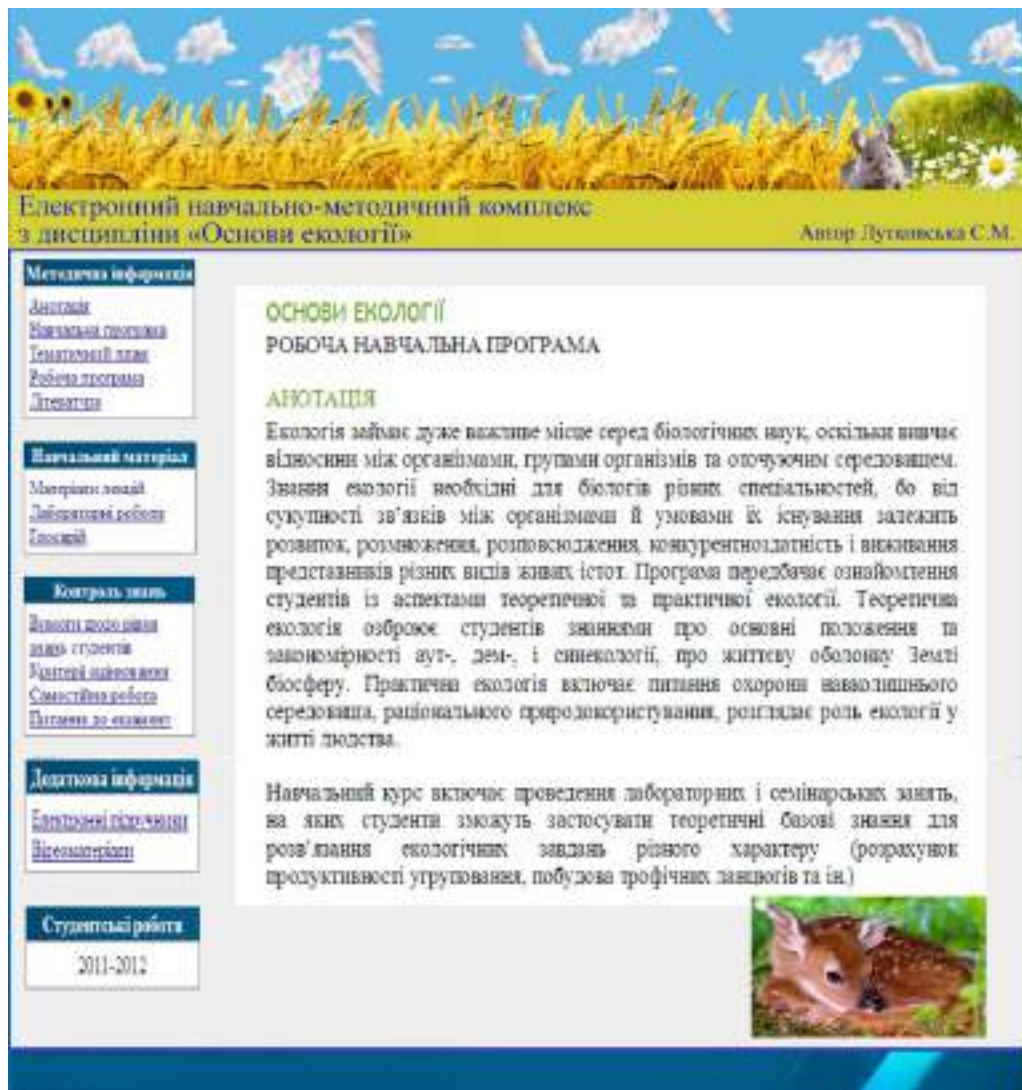 Електронний навчально-методичний комплекс
з дисципліни «Основи екології»
Автор Лутковська С.М.
Методична інформація
Анотація
Навчальна програма
Тематичний план
Робоча програма
Література
Навчальний матеріал
Матеріали лекцій
Лабораторні роботи
Глосарій
Контроль знань
Вимоги щодо рівня
знань студентів
Критерії оцінювання
Самостійна робота
Питання до екзамену
Додаткова інформація
Електронні підручники
Відеоматеріали
Студентські роботи
2011-2012
ОСНОВИ ЕКОЛОГІЇ
РОБОЧА НАВЧАЛЬНА ПРОГРАМА
АНОТАЦІЯ
Екологія займає дуже важливе місце серед біологічних наук, оскільки вивчає
відносини між організмами, групами організмів та оточуючим середовищем.
Знання екології необхідні для біологів різних спеціальностей, бо від
сукупності зв'язків між організмами й умовами їх існування залежить
розвиток, розмноження, розповсюдження, конкурентноздатність і виживання
представників різних видів живих істот. Програма передбачає ознайомлення
студентів із аспектами теоретичної та практичної екології. Теоретична
екологія озброює студентів знаннями про основні положення та
закономірності аут-, дем-, і синекології, про життєву оболонку Землі
біосферу. Практична екологія включає питання охорони навколишнього
середовища, раціонального природокористування, розглядає роль екології у
житті людства.
Навчальний курс включає проведення лабораторних і семінарських занять,
на яких студенти зможуть застосувати теоретичні базові знання для
розв'язання екологічних завдань різного характеру (розрахунок
продуктивності угруповання, побудова трофічних ланцюгів та ін.)